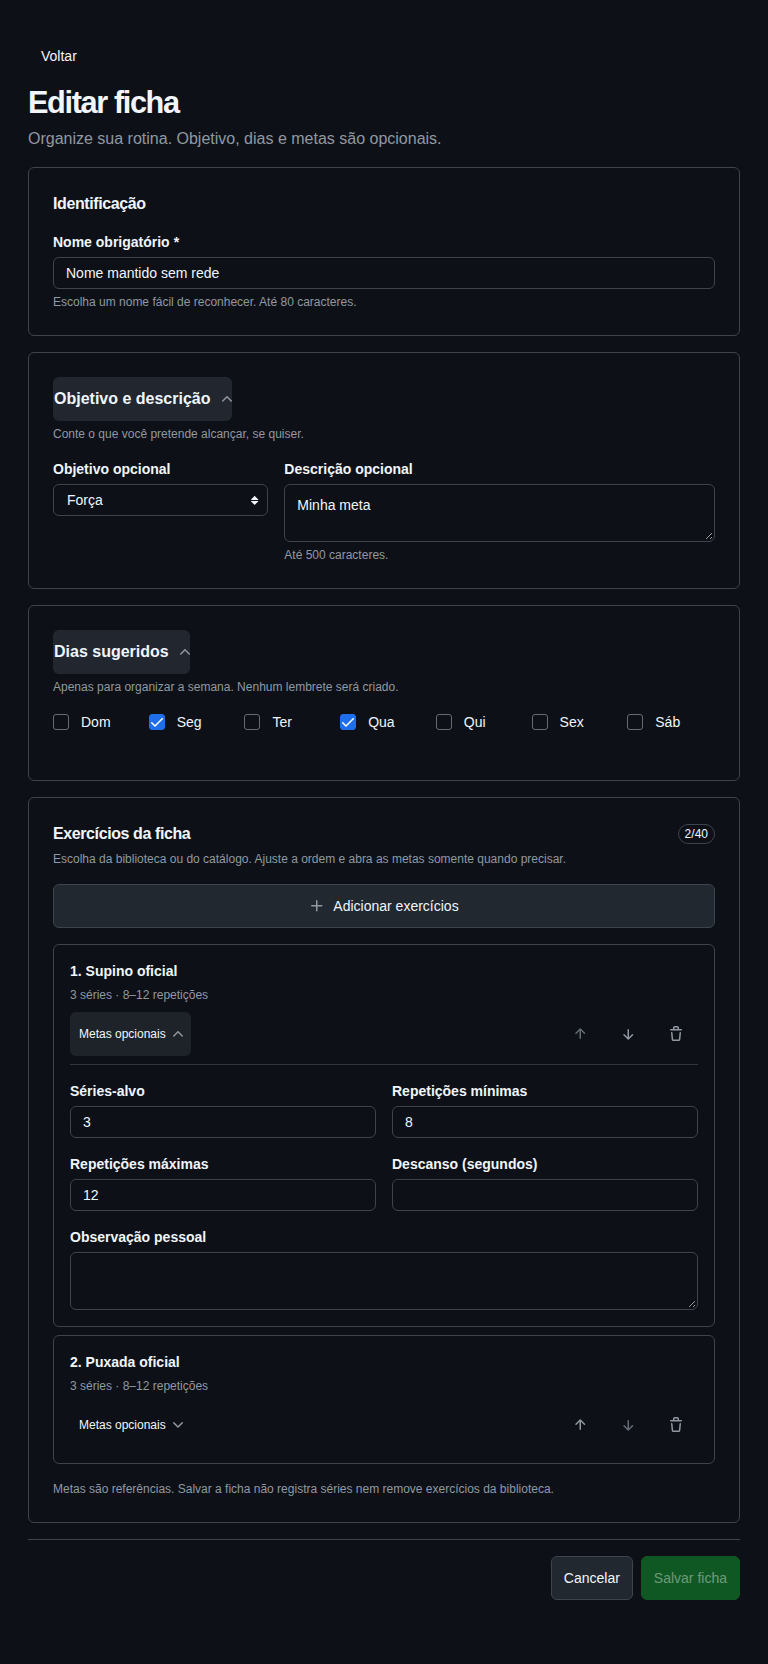 Voltar
Editar ficha
Organize sua rotina. Objetivo, dias e metas são opcionais.
Identificação
Nome obrigatório *
Nome mantido sem rede
Escolha um nome fácil de reconhecer. Até 80 caracteres.
Objetivo e descrição
Conte o que você pretende alcançar, se quiser.
Objetivo opcional
Força
Descrição opcional
Minha meta
Até 500 caracteres.
Dias sugeridos
Apenas para organizar a semana. Nenhum lembrete será criado.
Dom Seg Ter Qua Qui Sex Sáb
Exercícios da ficha 2/40
Escolha da biblioteca ou do catálogo. Ajuste a ordem e abra as metas somente quando precisar.
Adicionar exercícios
1. Supino oficial
3 séries · 8–12 repetições
Metas opcionais
Séries-alvo Repetições mínimas
3 8
Repetições máximas Descanso (segundos)
12
Observação pessoal
2. Puxada oficial
3 séries · 8–12 repetições
Metas opcionais
Metas são referências. Salvar a ficha não registra séries nem remove exercícios da biblioteca.
Cancelar Salvar ficha